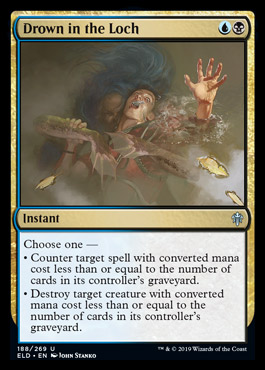 Drown in the Loch
Instant
Choose one —
• Counter target spell with converted mana
cost less than or equal to the number
of cards in its controller's graveyard.
• Destroy target creature with converted
mana cost less than or equal to the
number of cards in its controller's
graveyard.
188/269 U
ELD • EN JOHN STANKO
™ & © 2019 Wizards of the Coast